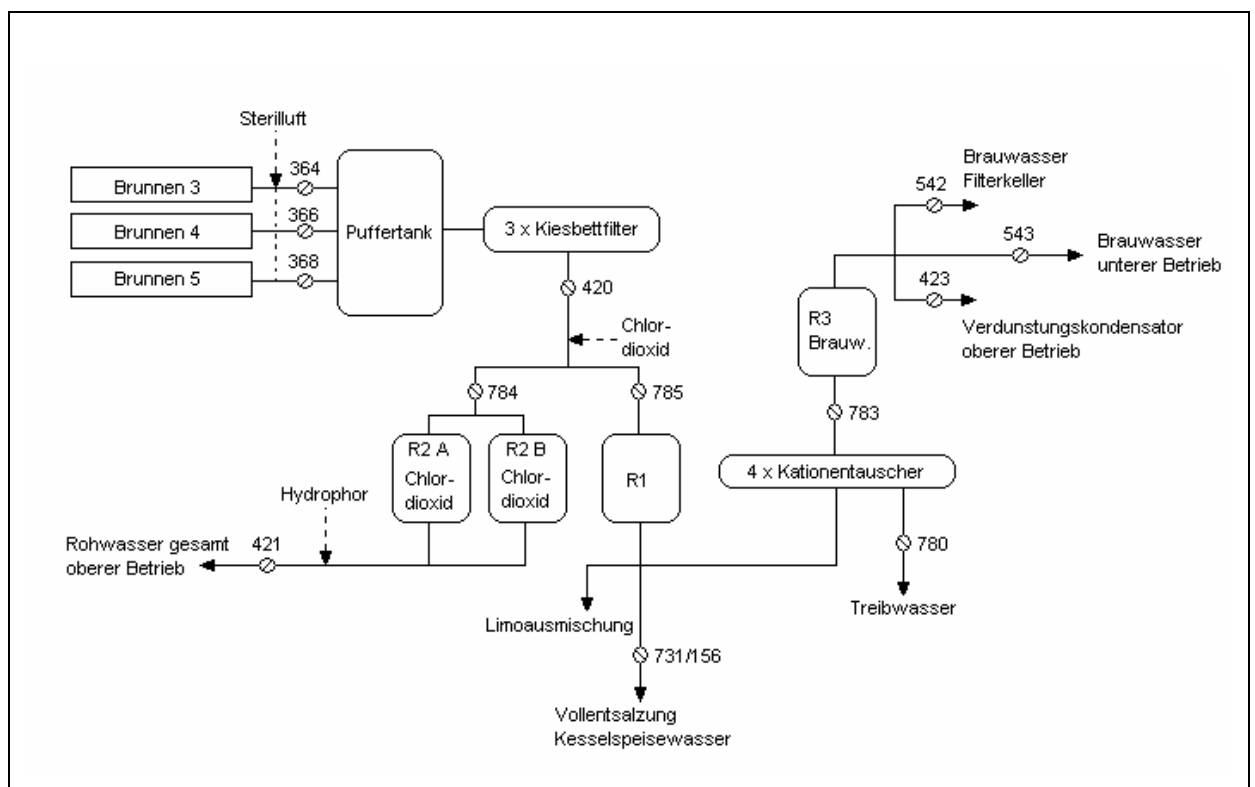 Sterilluft
Brunnen 3
364
Brunnen 4
366
Brunnen 5
368
Puffertank
3 x Kiesbettfilter
420
Chlor-
dioxid
784
785
R2 A
Chlor-
dioxid
R2 B
Chlor-
dioxid
R1
Hydrophor
Rohwasser gesamt
oberer Betrieb
421
Limoausmischung
731/156
Vollentsalzung
Kesselspeisewasser
4 x Kationentauscher
780
Treibwasser
783
R3
Brauw.
542
Brauwasser
Filterkeller
543
Brauwasser
unterer Betrieb
423
Verdunstungskondensator
oberer Betrieb